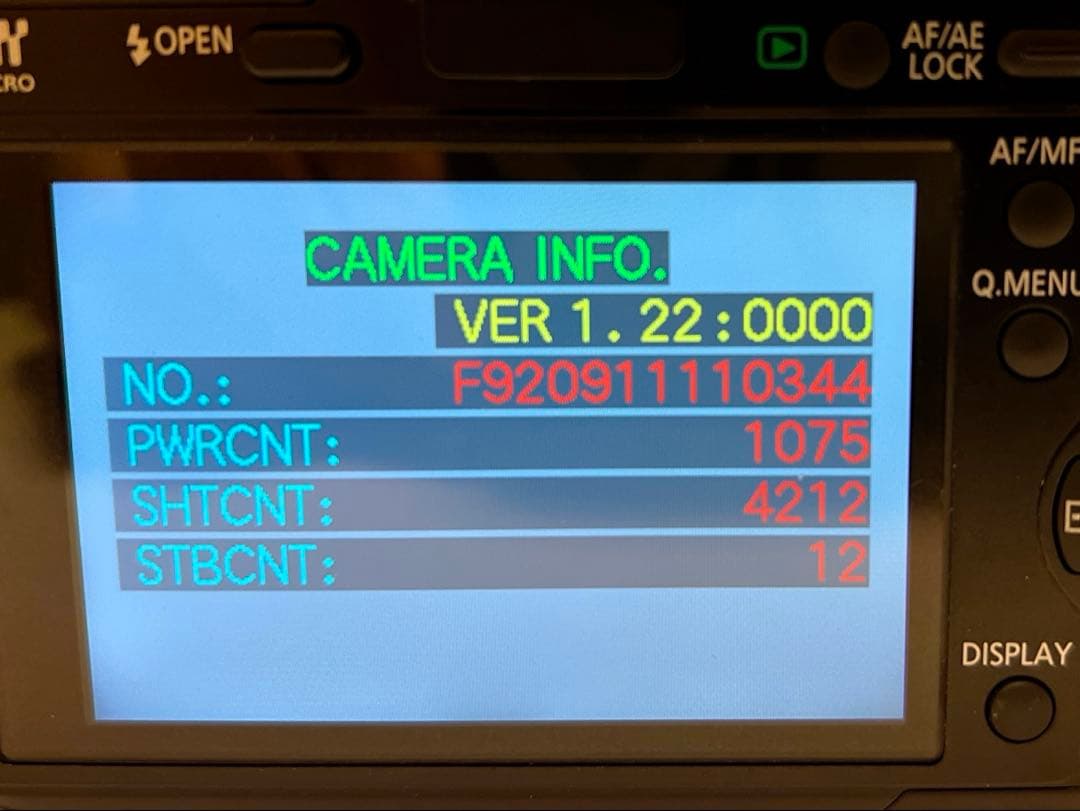 OPEN
AF/AE
LOCK
AF/MF
Q.MENU
CAMERA INFO.
VER 1.22:0000
NO.: F920911110344
PWRCNT: 1075
SHTCNT: 4212
STBCNT: 12
DISPLAY